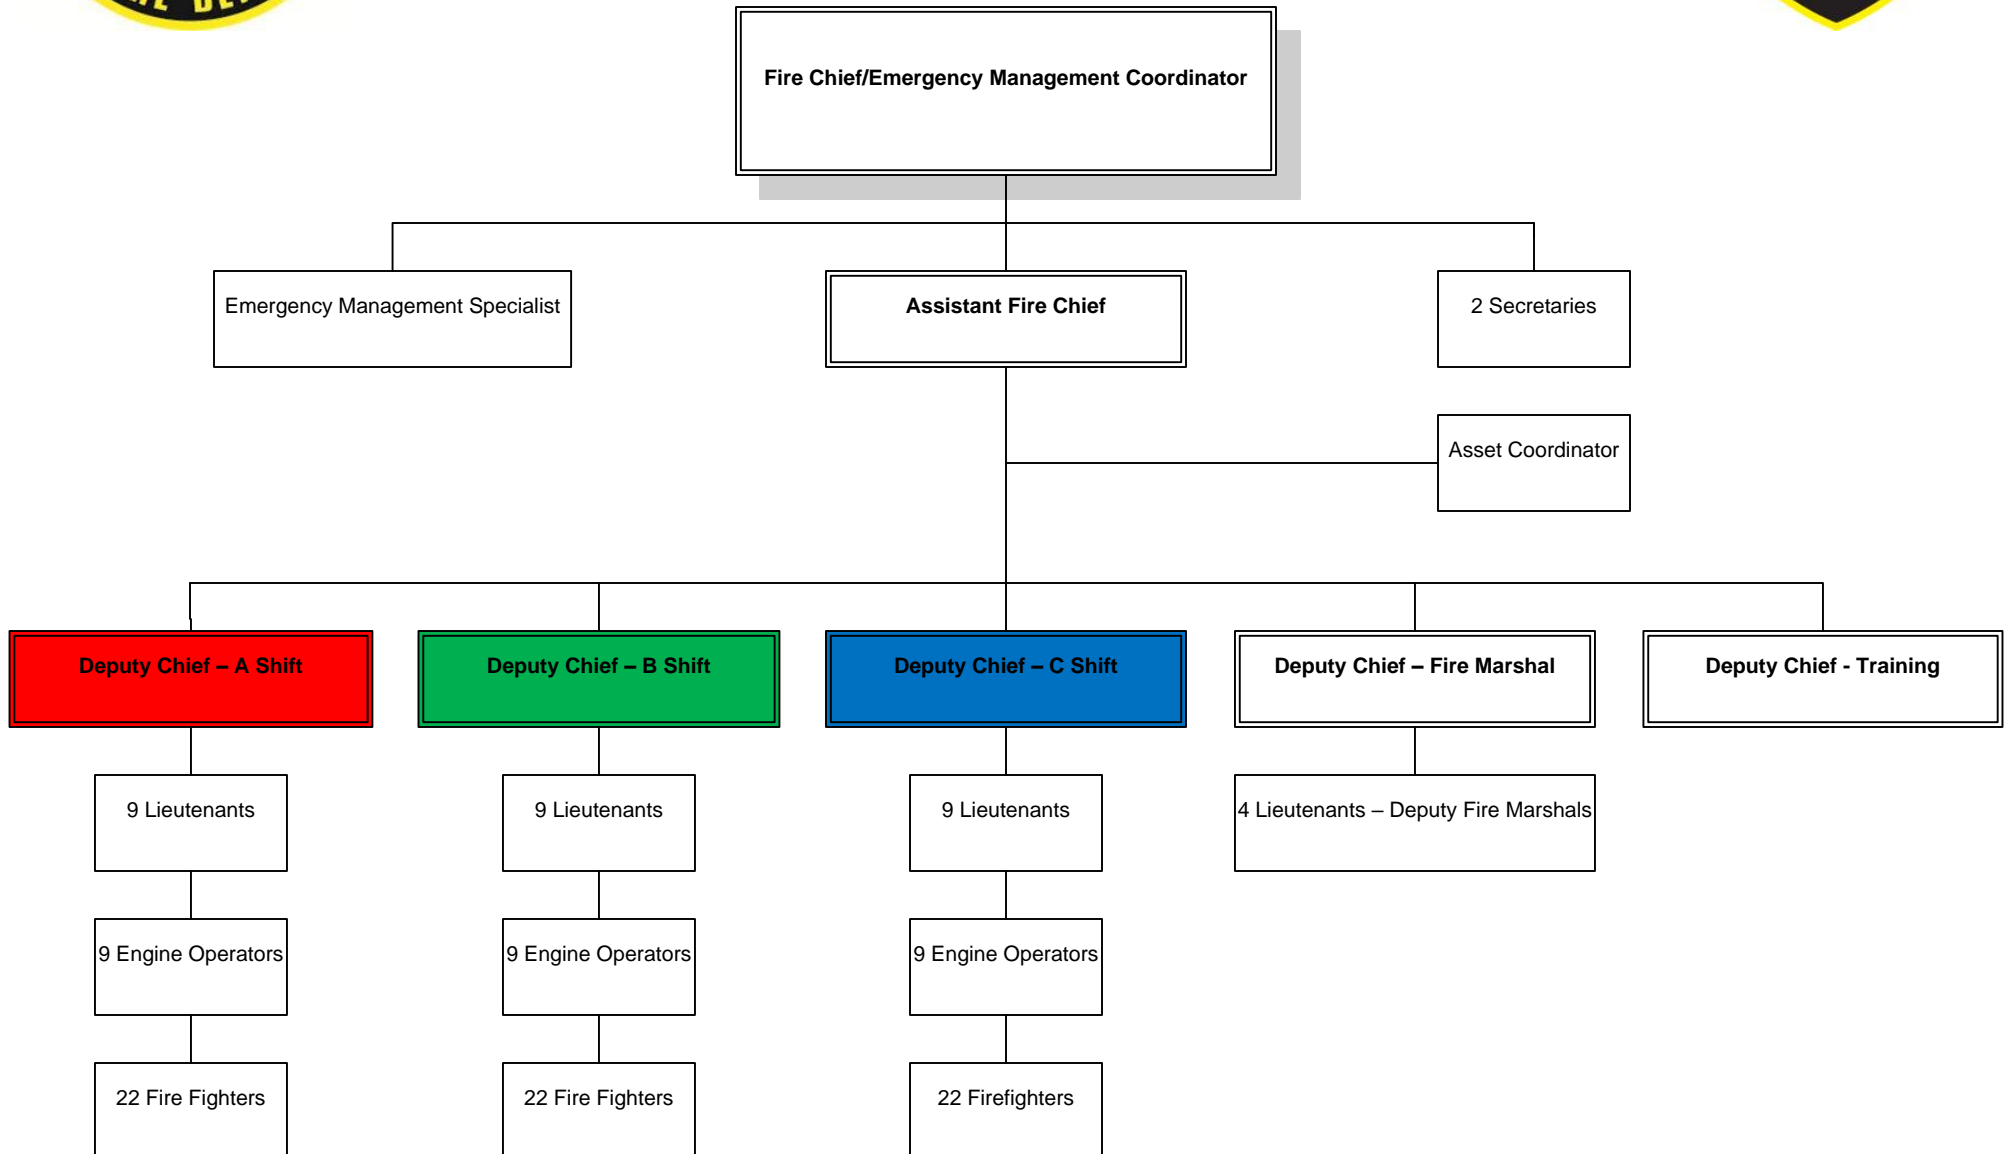 Fire Chief/Emergency Management Coordinator
Emergency Management Specialist
Assistant Fire Chief
2 Secretaries
Asset Coordinator
Deputy Chief – A Shift
Deputy Chief – B Shift
Deputy Chief – C Shift
Deputy Chief – Fire Marshal
Deputy Chief - Training
9 Lieutenants
9 Lieutenants
9 Lieutenants
4 Lieutenants – Deputy Fire Marshals
9 Engine Operators
9 Engine Operators
9 Engine Operators
22 Fire Fighters
22 Fire Fighters
22 Firefighters